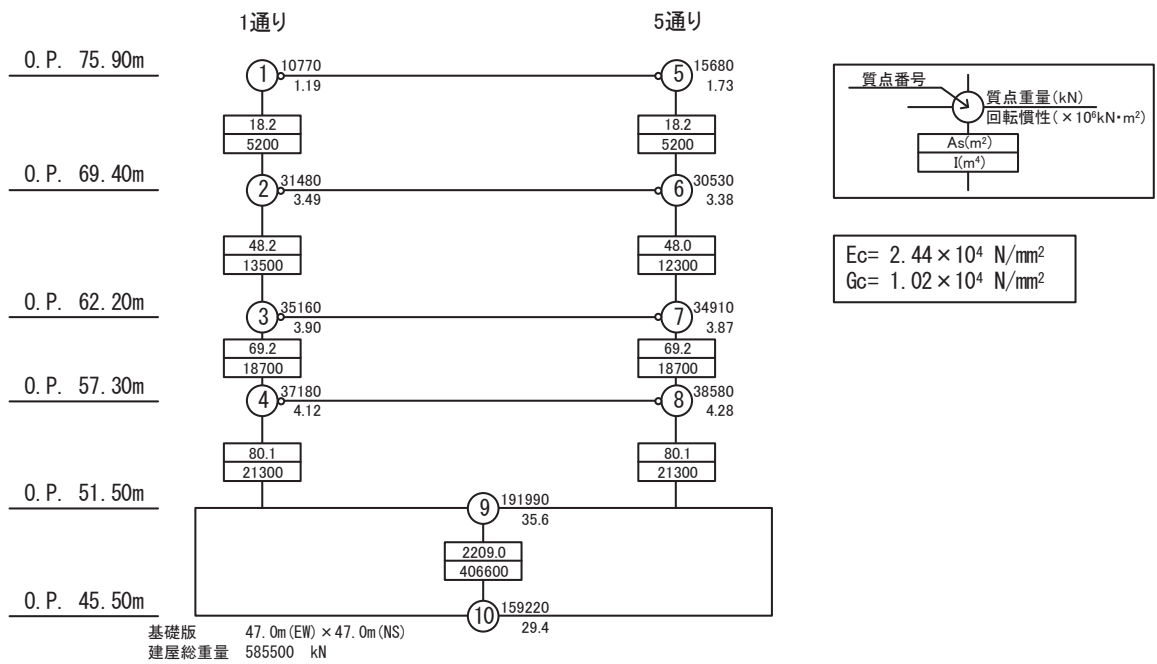 1通り
5通り
O.P. 75.90m
1
10770
1.19
5
15680
1.73
18.2
5200
18.2
5200
O.P. 69.40m
2
31480
3.49
6
30530
3.38
48.2
13500
48.0
12300
O.P. 62.20m
3
35160
3.90
7
34910
3.87
69.2
18700
69.2
18700
O.P. 57.30m
4
37180
4.12
8
38580
4.28
80.1
21300
80.1
21300
O.P. 51.50m
9
191990
35.6
2209.0
406600
O.P. 45.50m
10
159220
29.4
基礎版 47.0m(EW)×47.0m(NS)
建屋総重量 585500 kN
質点番号
質点重量(kN)
回転慣性(×10⁶kN・m²)
As(m²)
I(m⁴)
Ec= 2.44×10⁴ N/mm²
Gc= 1.02×10⁴ N/mm²